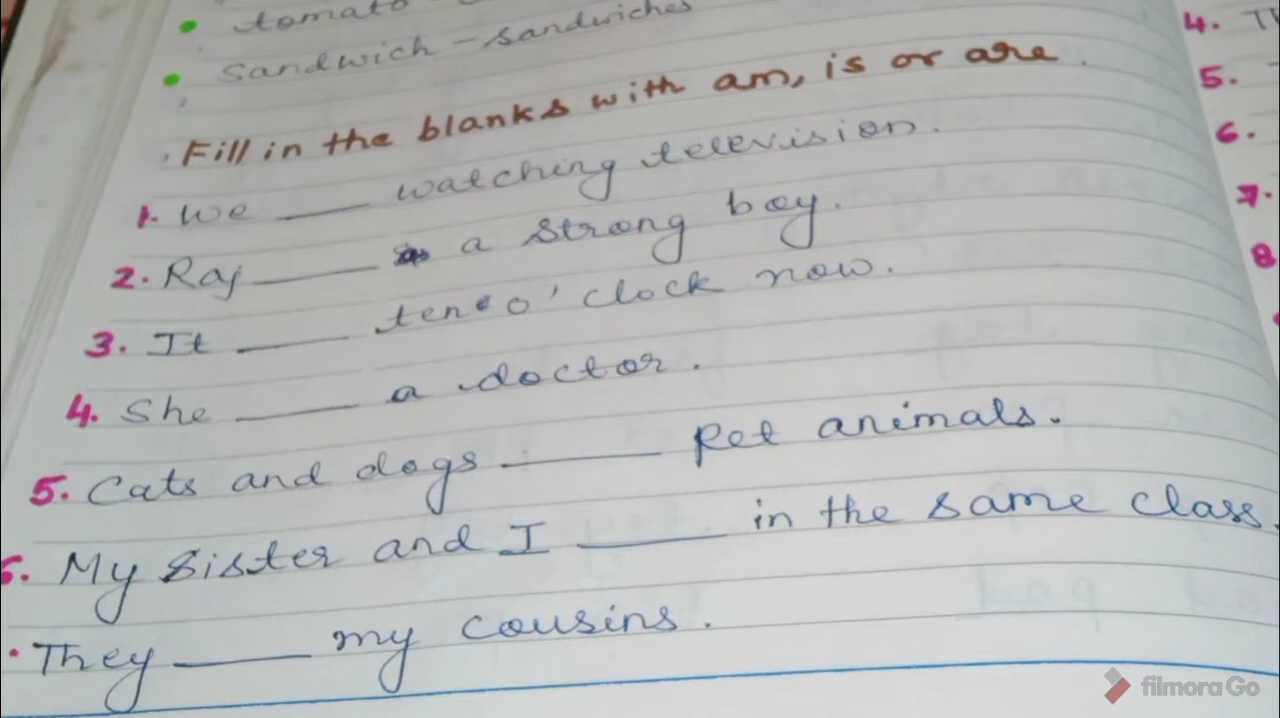 tomato
sandwich - sandwiches
Fill in the blanks with am, is or are.
1. We ____ watching television.
2. Raj ____ a strong boy.
3. It ____ ten o'clock now.
4. She ____ a doctor.
5. Cats and dogs ____ Pet animals.
6. My sister and I ____ in the same class.
. They ____ my cousins.
4.
5.
6.
7.
8
filmoraGo